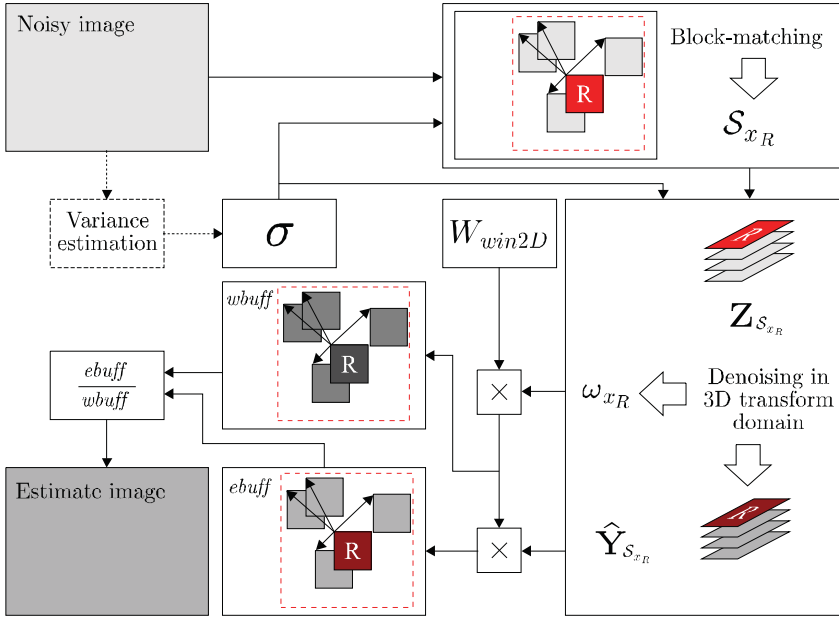 Noisy image
R
Block-matching
𝒮_{x_R}
Variance
estimation
σ
W_{win2D}
R
Z_{𝒮_{x_R}}
wbuff
R
ebuff
wbuff
×
ω_{x_R}
Denoising in
3D transform
domain
Estimate image
ebuff
R
×
Ŷ_{𝒮_{x_R}}
R